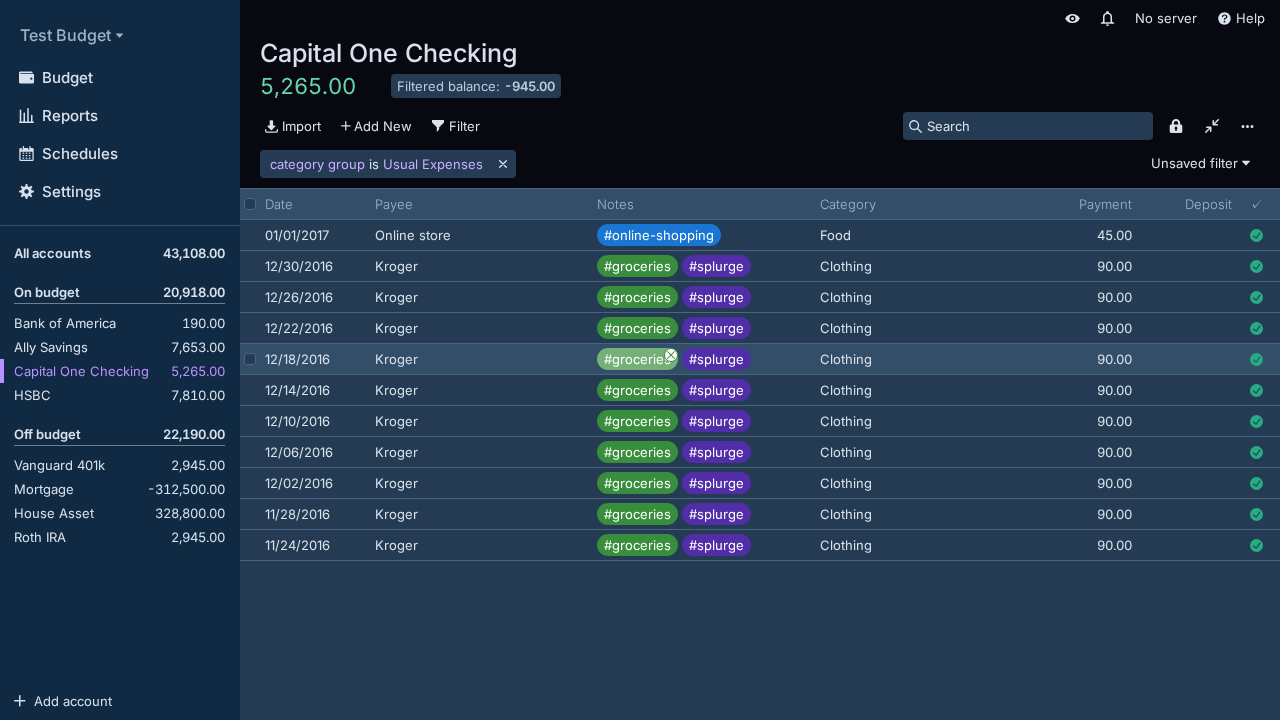 Test Budget
Budget
Reports
Schedules
Settings
All accounts 43,108.00
On budget 20,918.00
Bank of America 190.00
Ally Savings 7,653.00
Capital One Checking 5,265.00
HSBC 7,810.00
Off budget 22,190.00
Vanguard 401k 2,945.00
Mortgage -312,500.00
House Asset 328,800.00
Roth IRA 2,945.00
Add account
No server Help
Capital One Checking
5,265.00 Filtered balance: -945.00
Import Add New Filter Search
category group is Usual Expenses Unsaved filter
Date Payee Notes Category Payment Deposit ✓
01/01/2017 Online store #online-shopping Food 45.00
12/30/2016 Kroger #groceries #splurge Clothing 90.00
12/26/2016 Kroger #groceries #splurge Clothing 90.00
12/22/2016 Kroger #groceries #splurge Clothing 90.00
12/18/2016 Kroger #groceries #splurge Clothing 90.00
12/14/2016 Kroger #groceries #splurge Clothing 90.00
12/10/2016 Kroger #groceries #splurge Clothing 90.00
12/06/2016 Kroger #groceries #splurge Clothing 90.00
12/02/2016 Kroger #groceries #splurge Clothing 90.00
11/28/2016 Kroger #groceries #splurge Clothing 90.00
11/24/2016 Kroger #groceries #splurge Clothing 90.00